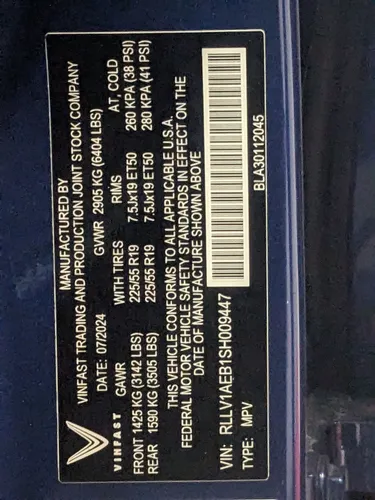 MANUFACTURED BY:
VINFAST TRADING AND PRODUCTION JOINT STOCK COMPANY
DATE: 07/2024 GVWR 2905 KG (6404 LBS)
VINFAST
GAWR WITH TIRES RIMS AT, COLD
FRONT 1425 KG (3142 LBS) 225/55 R19 7.5Jx19 ET50 260 KPA (38 PSI)
REAR 1590 KG (3505 LBS) 225/55 R19 7.5Jx19 ET50 280 KPA (41 PSI)
THIS VEHICLE CONFORMS TO ALL APPLICABLE U.S.A.
FEDERAL MOTOR VEHICLE SAFETY STANDARDS IN EFFECT ON THE
DATE OF MANUFACTURE SHOWN ABOVE
VIN: RLLV1AEB1SH009447
TYPE: MPV
BLA30112045